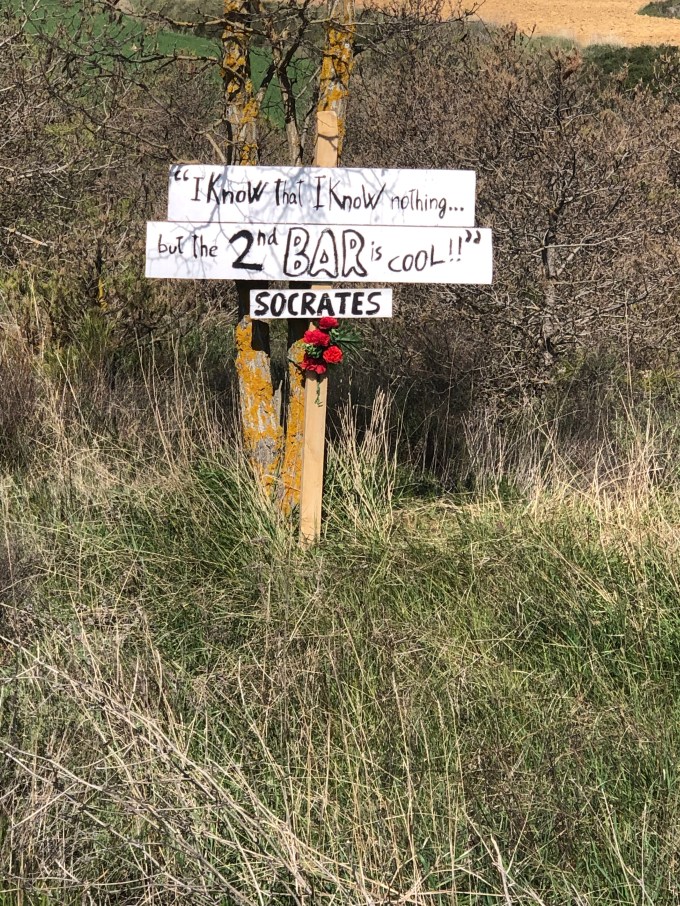 "I KNOW that I KNOW nothing...
but the 2nd BAR is COOL!!"
SOCRATES